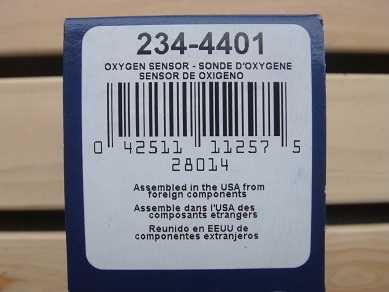 234-4401
OXYGEN SENSOR - SONDE D'OXYGENE
SENSOR DE OXIGENO
0 42511 11257 5
28014
Assembled in the USA from
foreign components
Assemble dans l'USA des
composants etrangers
Reunido en EEUU de
componentes extranjeros